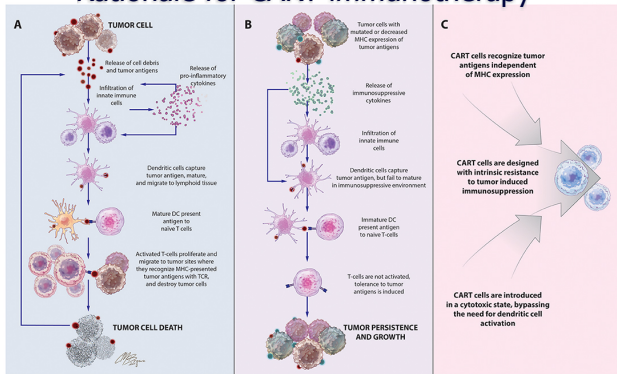 Rationale for CART Immunotherapy
A
TUMOR CELL
Release of cell debris
and tumor antigens
Release of
pro-inflammatory
cytokines
Infiltration of
innate immune
cells
Dendritic cells capture
tumor antigen, mature,
and migrate to lymphoid tissue
Mature DC present
antigen to
naïve T cells
Activated T-cells proliferate and
migrate to tumor sites where
they recognize MHC-presented
tumor antigens with TCR,
and destroy tumor cells
TUMOR CELL DEATH
B
Tumor cells with
mutated or decreased
MHC expression of
tumor antigens
Release of
immunosuppressive
cytokines
Infiltration of
innate immune
cells
Dendritic cells capture
tumor antigen, but fail to mature
in immunosuppressive environment
Immature DC
present antigen
to naïve T-cells
T-cells are not activated,
tolerance to tumor
antigens is induced
TUMOR PERSISTENCE
AND GROWTH
C
CART cells recognize tumor
antigens independent
of MHC expression
CART cells are designed
with intrinsic resistance
to tumor induced
immunosuppression
CART cells are introduced
in a cytotoxic state, bypassing
the need for dendritic cell
activation